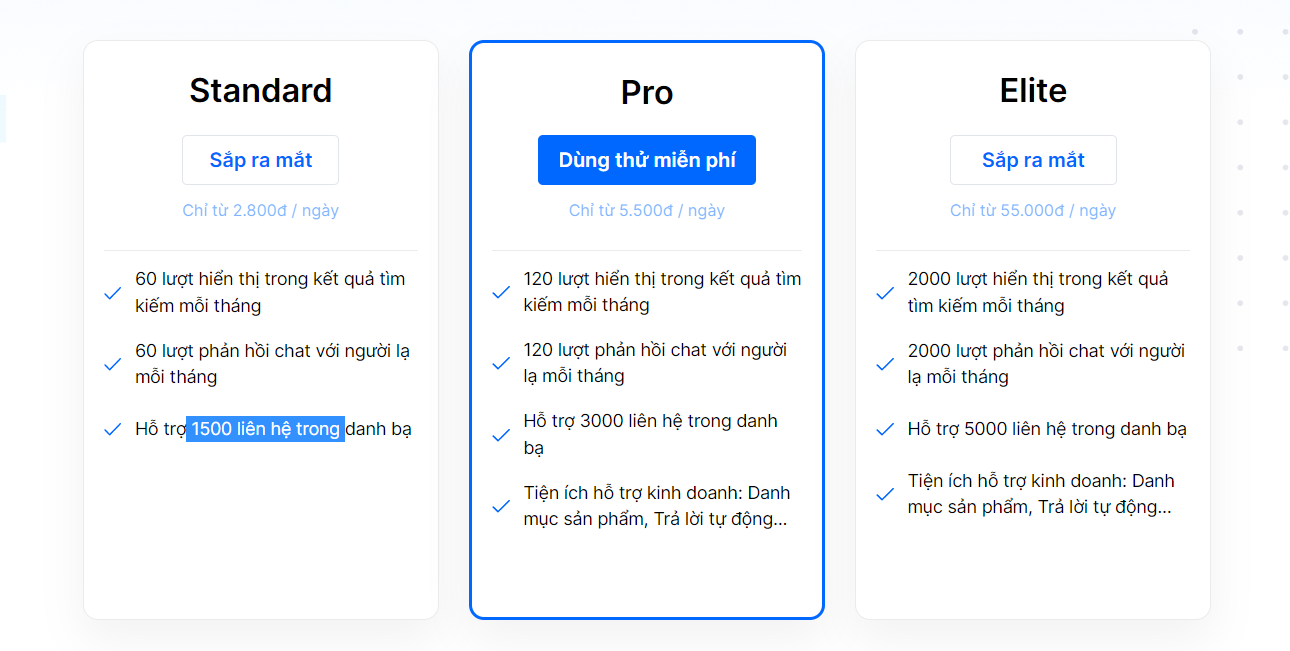 Standard
Sắp ra mắt
Chỉ từ 2.800đ / ngày
60 lượt hiển thị trong kết quả tìm
kiếm mỗi tháng
60 lượt phản hồi chat với người lạ
mỗi tháng
Hỗ trợ 1500 liên hệ trong danh bạ
Pro
Dùng thử miễn phí
Chỉ từ 5.500đ / ngày
120 lượt hiển thị trong kết quả tìm
kiếm mỗi tháng
120 lượt phản hồi chat với người
lạ mỗi tháng
Hỗ trợ 3000 liên hệ trong danh
bạ
Tiện ích hỗ trợ kinh doanh: Danh
mục sản phẩm, Trả lời tự động...
Elite
Sắp ra mắt
Chỉ từ 55.000đ / ngày
2000 lượt hiển thị trong kết quả
tìm kiếm mỗi tháng
2000 lượt phản hồi chat với người
lạ mỗi tháng
Hỗ trợ 5000 liên hệ trong danh bạ
Tiện ích hỗ trợ kinh doanh: Danh
mục sản phẩm, Trả lời tự động...